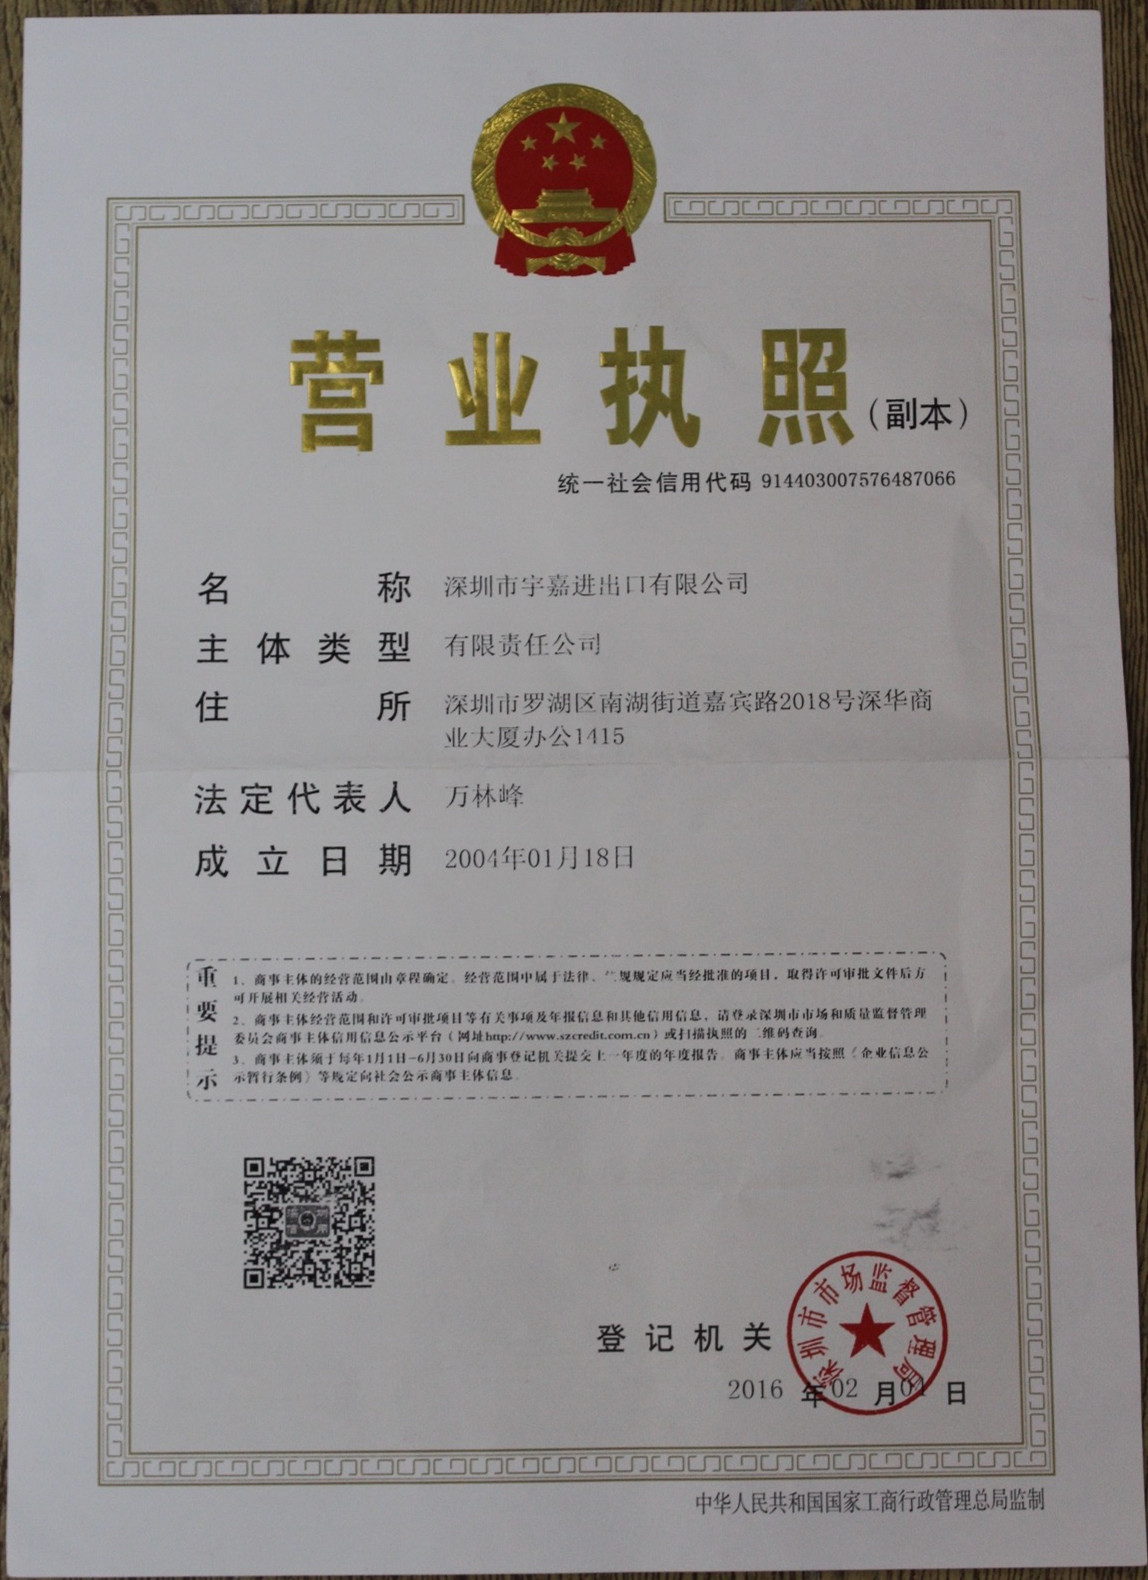 营业执照（副本）
统一社会信用代码 914403007576487066
名称 深圳市宇嘉进出口有限公司
主体类型 有限责任公司
住所 深圳市罗湖区南湖街道嘉宾路2018号深华商
业大厦办公1415
法定代表人 万林峰
成立日期 2004年01月18日
重要提示
1、商事主体的经营范围由章程确定。经营范围中属于法律、规规定应当经批准的项目，取得许可审批文件后方
可开展相关经营活动。
2、商事主体经营范围和许可审批项目等有关事项及年报信息和其他信用信息，请登录深圳市市场和质量监督管理
委员会商事主体信用信息公示平台（网址http://www.szcredit.com.cn）或扫描执照的二维码查询。
3、商事主体须于每年1月1日-6月30日向商事登记机关提交上一年度的年度报告。商事主体应当按照《企业信息公
示暂行条例》等规定向社会公示商事主体信息。
登记机关
深圳市市场监督管理局
2016 年 02 月 04 日
中华人民共和国国家工商行政管理总局监制